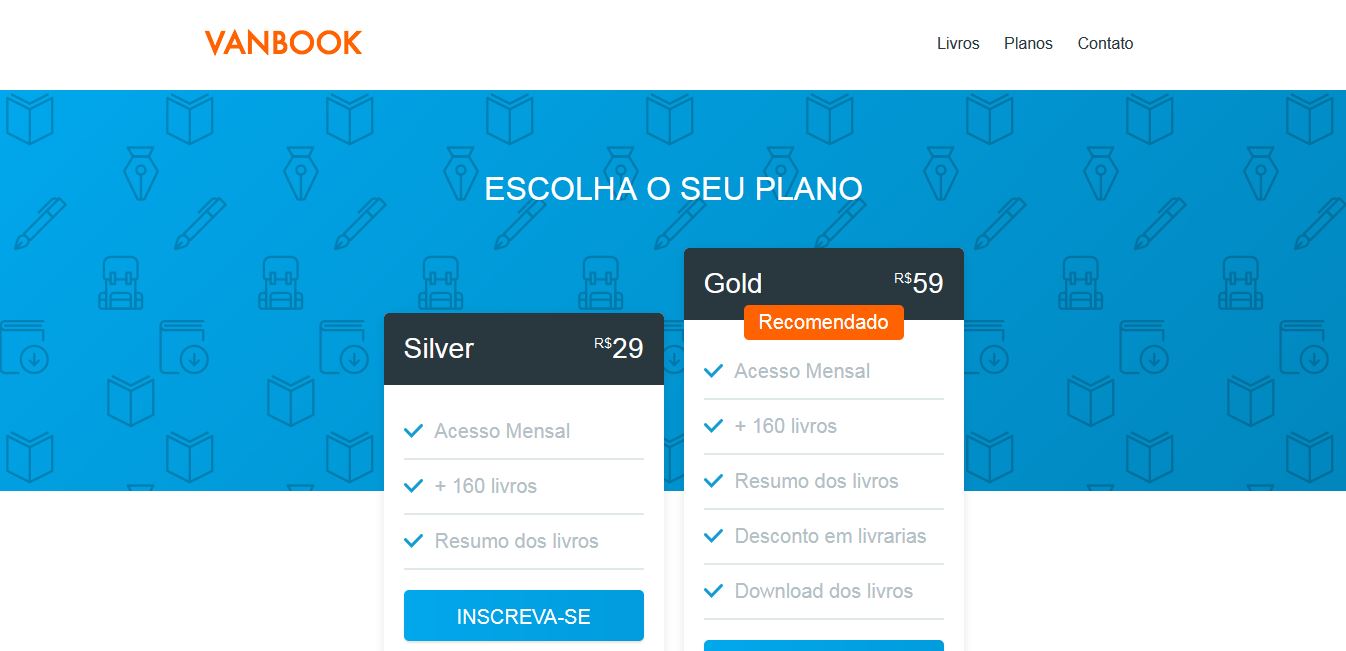 VANBOOK
Livros Planos Contato
ESCOLHA O SEU PLANO
Silver R$29
Acesso Mensal
+ 160 livros
Resumo dos livros
INSCREVA-SE
Gold R$59
Recomendado
Acesso Mensal
+ 160 livros
Resumo dos livros
Desconto em livrarias
Download dos livros